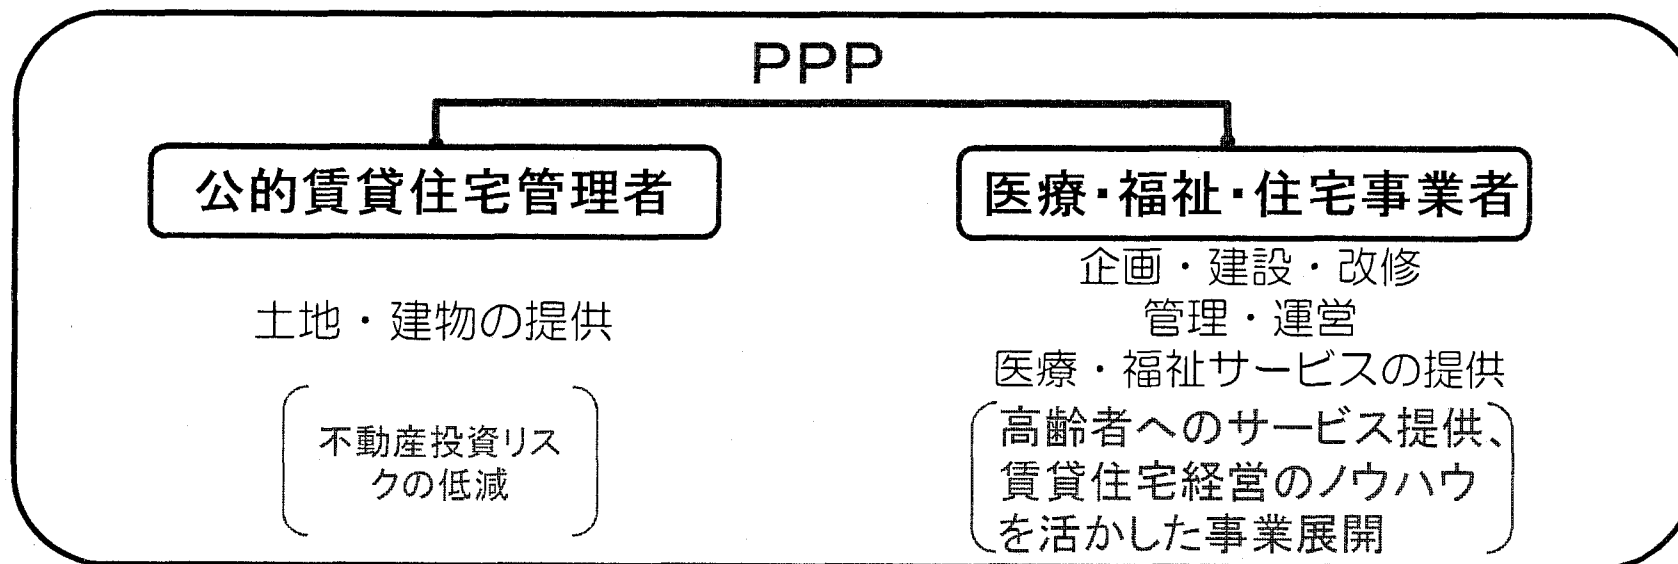 PPP
公的賃貸住宅管理者
土地・建物の提供
不動産投資リス
クの低減
医療・福祉・住宅事業者
企画・建設・改修
管理・運営
医療・福祉サービスの提供
高齢者へのサービス提供、
賃貸住宅経営のノウハウ
を活かした事業展開